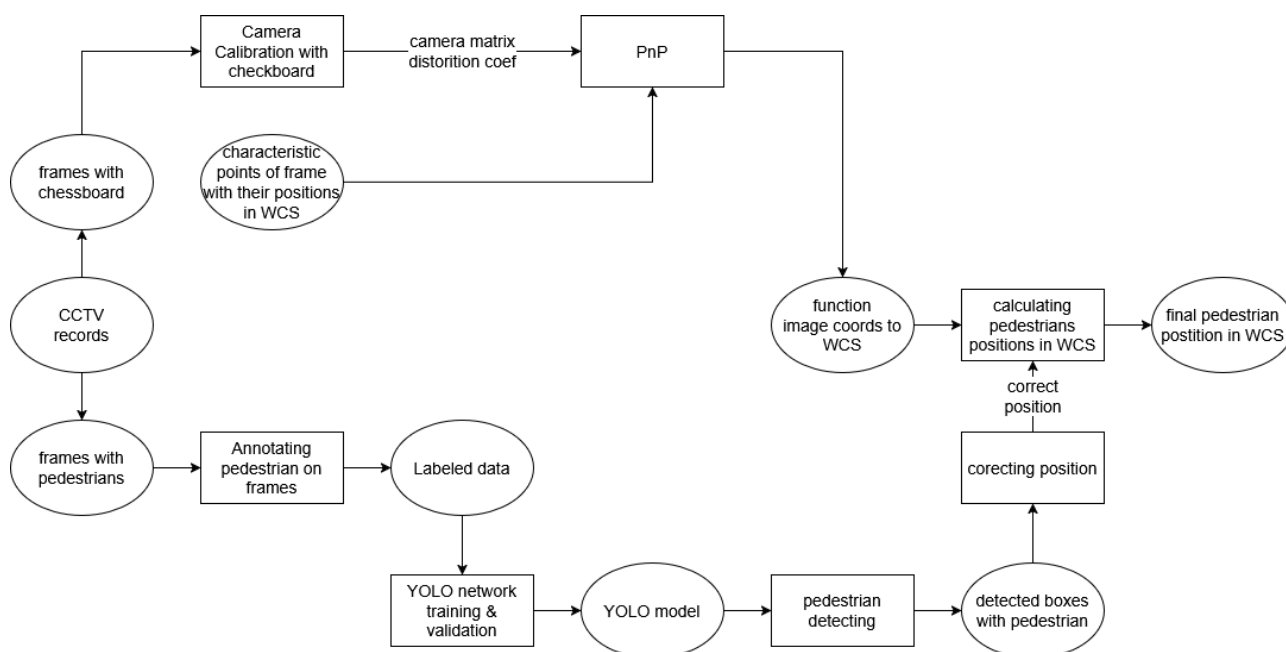 Camera
Calibration with
checkboard
camera matrix
distorition coef
PnP
frames with
chessboard
characteristic
points of frame
with their positions
in WCS
CCTV
records
function
image coords to
WCS
calculating
pedestrians
positions in WCS
final pedestrian
postition in WCS
correct
position
frames with
pedestrians
Annotating
pedestrian on
frames
Labeled data
corecting position
YOLO network
training &
validation
YOLO model
pedestrian
detecting
detected boxes
with pedestrian